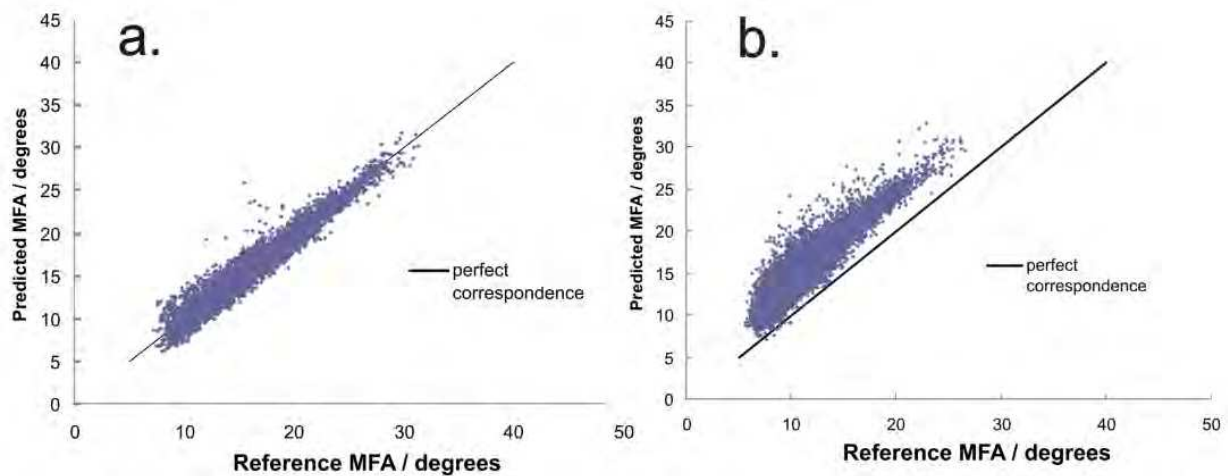 a.
Predicted MFA / degrees
45
40
35
30
25
20
15
10
5
0
0 10 20 30 40 50
Reference MFA / degrees
perfect
correspondence
b.
Predicted MFA / degrees
45
40
35
30
25
20
15
10
5
0
0 10 20 30 40 50
Reference MFA / degrees
perfect
correspondence